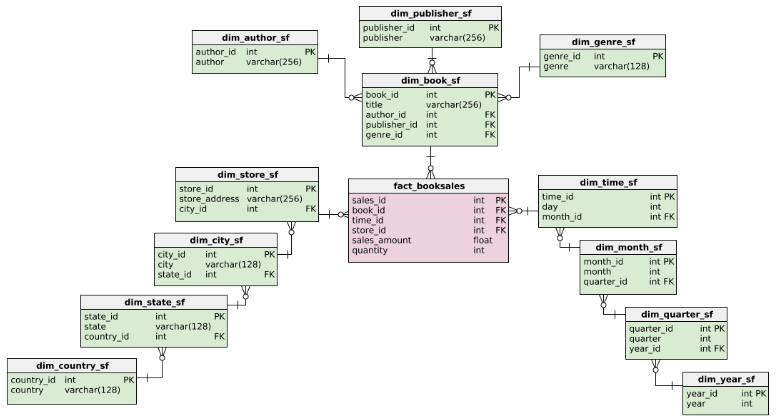 dim_publisher_sf
publisher_id int PK
publisher varchar(256)
dim_author_sf
author_id int PK
author varchar(256)
dim_genre_sf
genre_id int PK
genre varchar(128)
dim_book_sf
book_id int PK
title varchar(256)
author_id int FK
publisher_id int FK
genre_id int FK
dim_store_sf
store_id int PK
store_address varchar(256)
city_id int FK
fact_booksales
sales_id int PK
book_id int FK
time_id int FK
store_id int FK
sales_amount float
quantity int
dim_time_sf
time_id int PK
day int
month_id int FK
dim_city_sf
city_id int PK
city varchar(128)
state_id int FK
dim_month_sf
month_id int PK
month int
quarter_id int FK
dim_state_sf
state_id int PK
state varchar(128)
country_id int FK
dim_quarter_sf
quarter_id int PK
quarter int
year_id int FK
dim_country_sf
country_id int PK
country varchar(128)
dim_year_sf
year_id int PK
year int